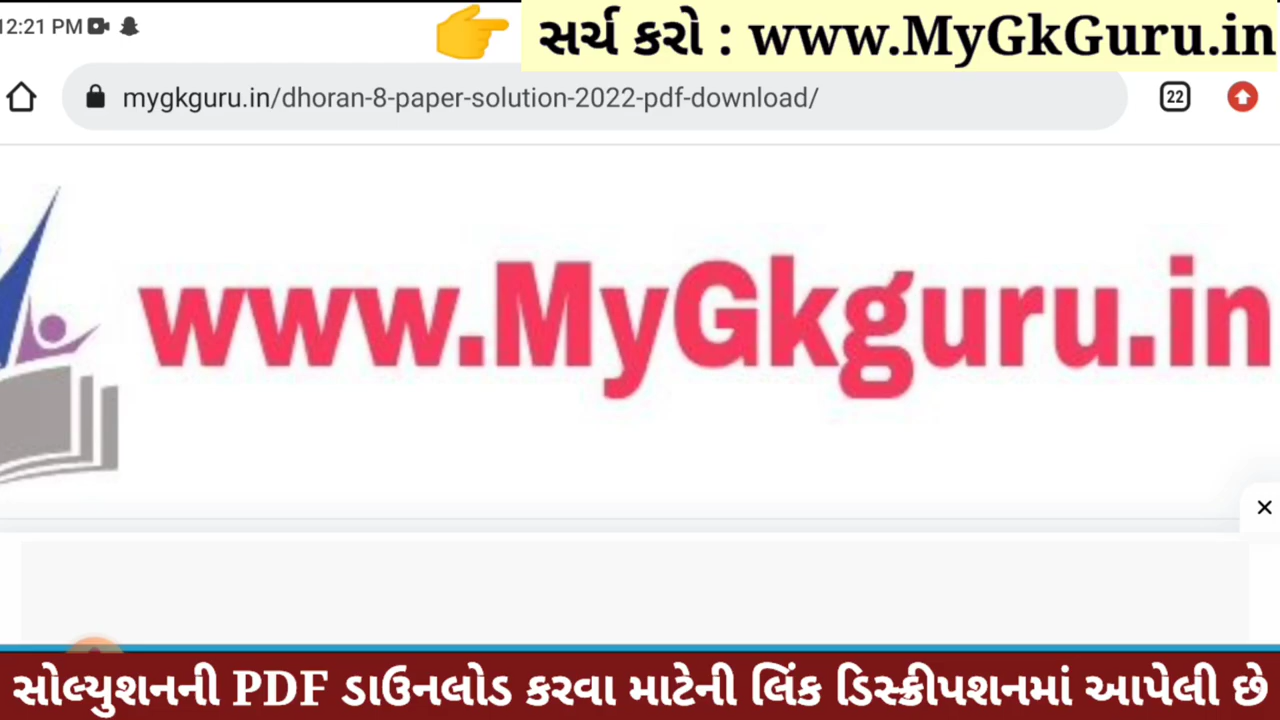 12:21 PM
👉 સર્ચ કરો : www.MyGkGuru.in
mygkguru.in/dhoran-8-paper-solution-2022-pdf-download/
22
www.MyGkguru.in
સોલ્યુશનની PDF ડાઉનલોડ કરવા માટેની લિંક ડિસ્ક્રીપશનમાં આપેલી છે